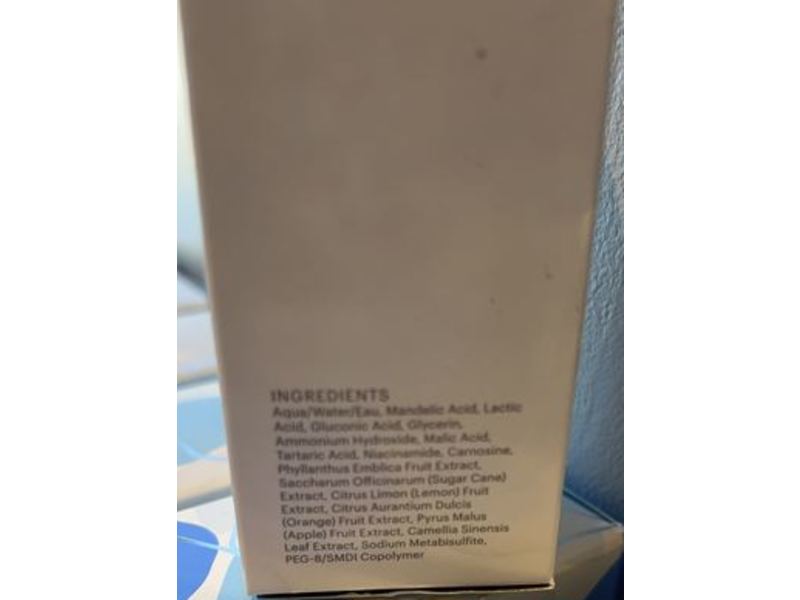 INGREDIENTS
Aqua/Water/Eau, Mandelic Acid, Lactic
Acid, Gluconic Acid, Glycerin,
Ammonium Hydroxide, Malic Acid,
Tartaric Acid, Niacinamide, Carnosine,
Phyllanthus Emblica Fruit Extract,
Saccharum Officinarum (Sugar Cane)
Extract, Citrus Limon (Lemon) Fruit
Extract, Citrus Aurantium Dulcis
(Orange) Fruit Extract, Pyrus Malus
(Apple) Fruit Extract, Camellia Sinensis
Leaf Extract, Sodium Metabisulfite,
PEG-8/SMDI Copolymer